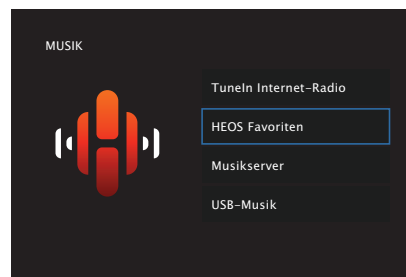 MUSIK
TuneIn Internet-Radio
HEOS Favoriten
Musikserver
USB-Musik